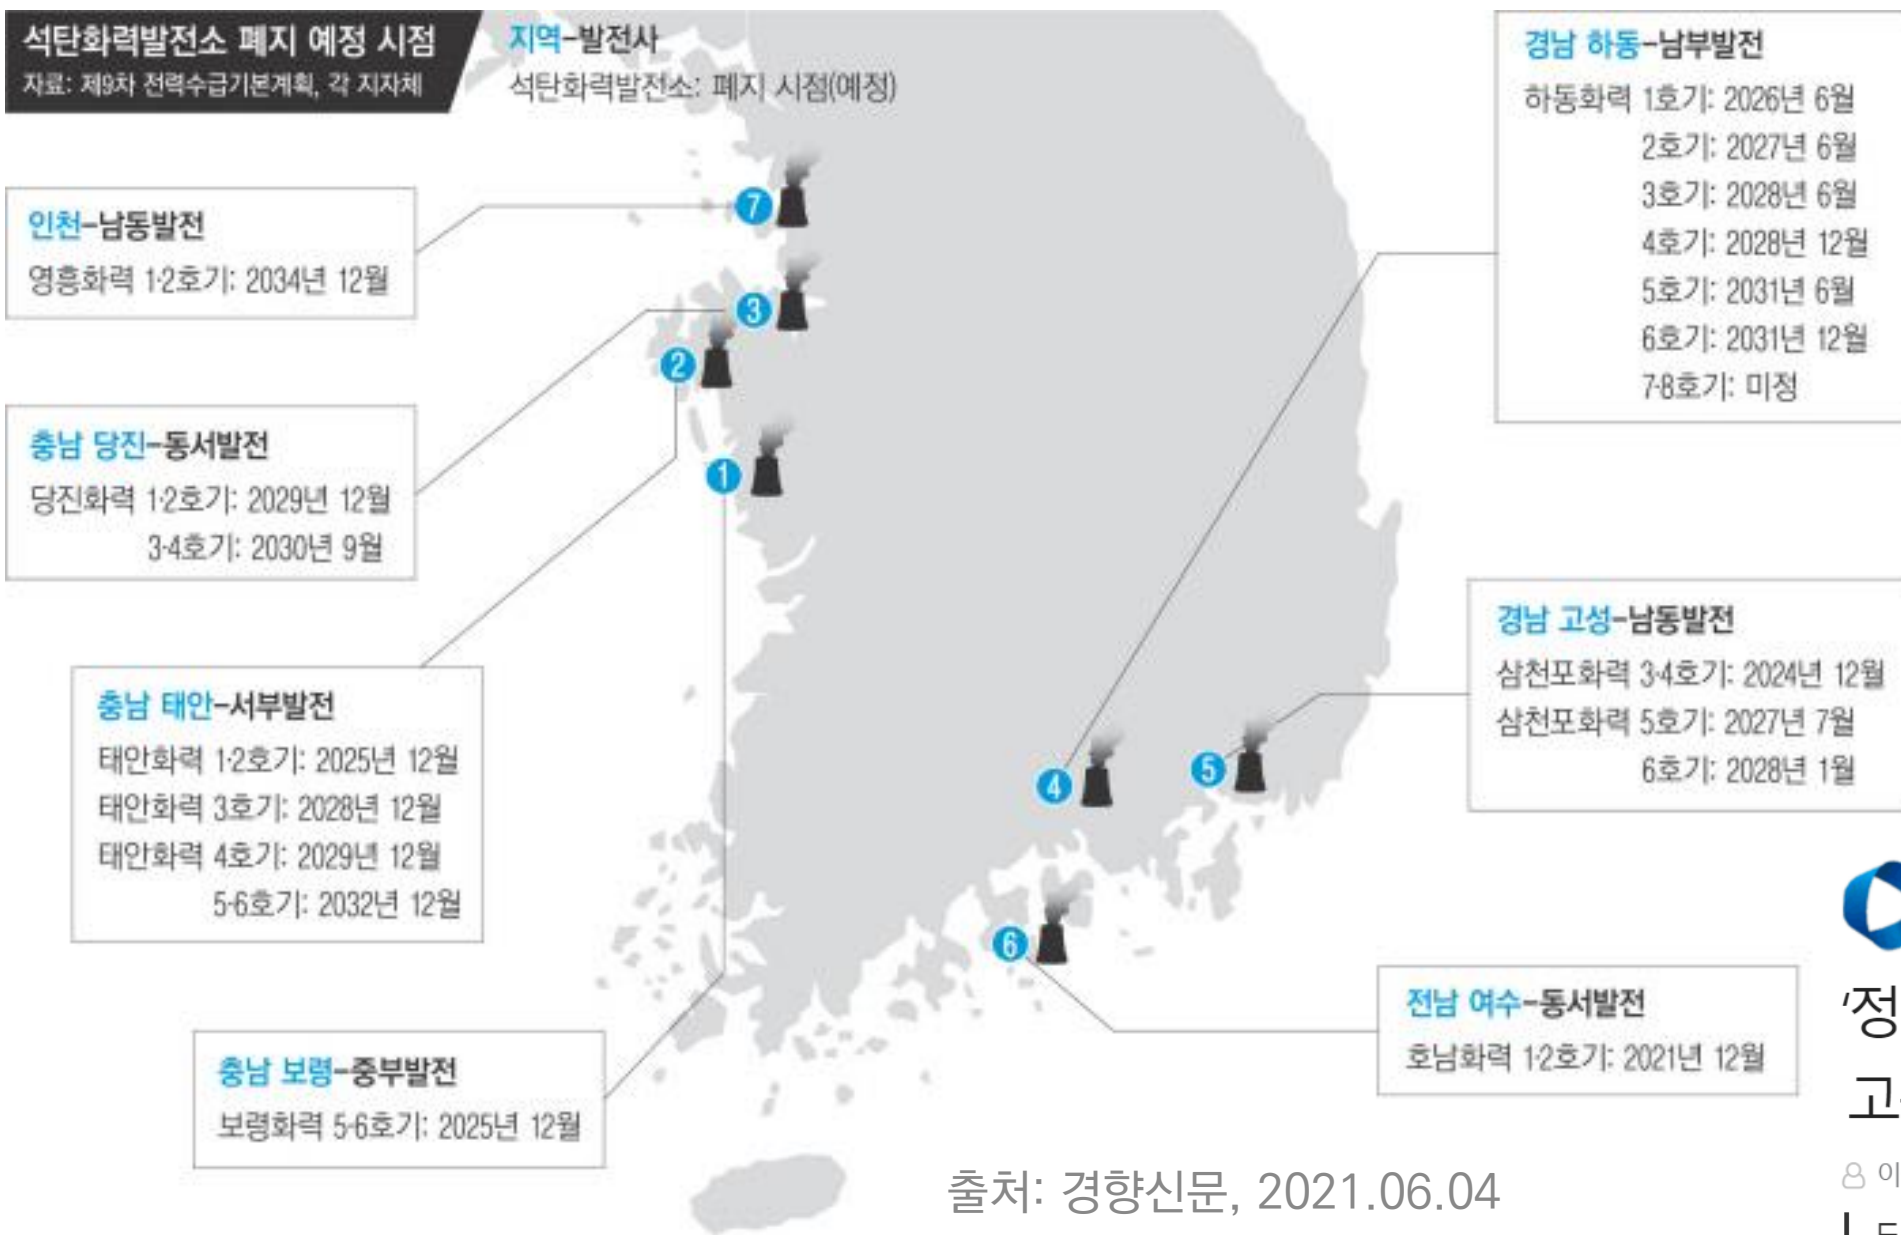 석탄화력발전소 폐지 예정 시점
자료: 제9차 전력수급기본계획, 각 지자체
지역-발전사
석탄화력발전소: 폐지 시점(예정)
인천-남동발전
영흥화력 1·2호기: 2034년 12월
충남 당진-동서발전
당진화력 1·2호기: 2029년 12월
3·4호기: 2030년 9월
충남 태안-서부발전
태안화력 1·2호기: 2025년 12월
태안화력 3호기: 2028년 12월
태안화력 4호기: 2029년 12월
5·6호기: 2032년 12월
충남 보령-중부발전
보령화력 5·6호기: 2025년 12월
7
3
2
1
4
5
6
경남 하동-남부발전
하동화력 1호기: 2026년 6월
2호기: 2027년 6월
3호기: 2028년 6월
4호기: 2028년 12월
5호기: 2031년 6월
6호기: 2031년 12월
7·8호기: 미정
경남 고성-남동발전
삼천포화력 3·4호기: 2024년 12월
삼천포화력 5호기: 2027년 7월
6호기: 2028년 1월
전남 여수-동서발전
호남화력 1·2호기: 2021년 12월
출처: 경향신문, 2021.06.04
'정
고
이